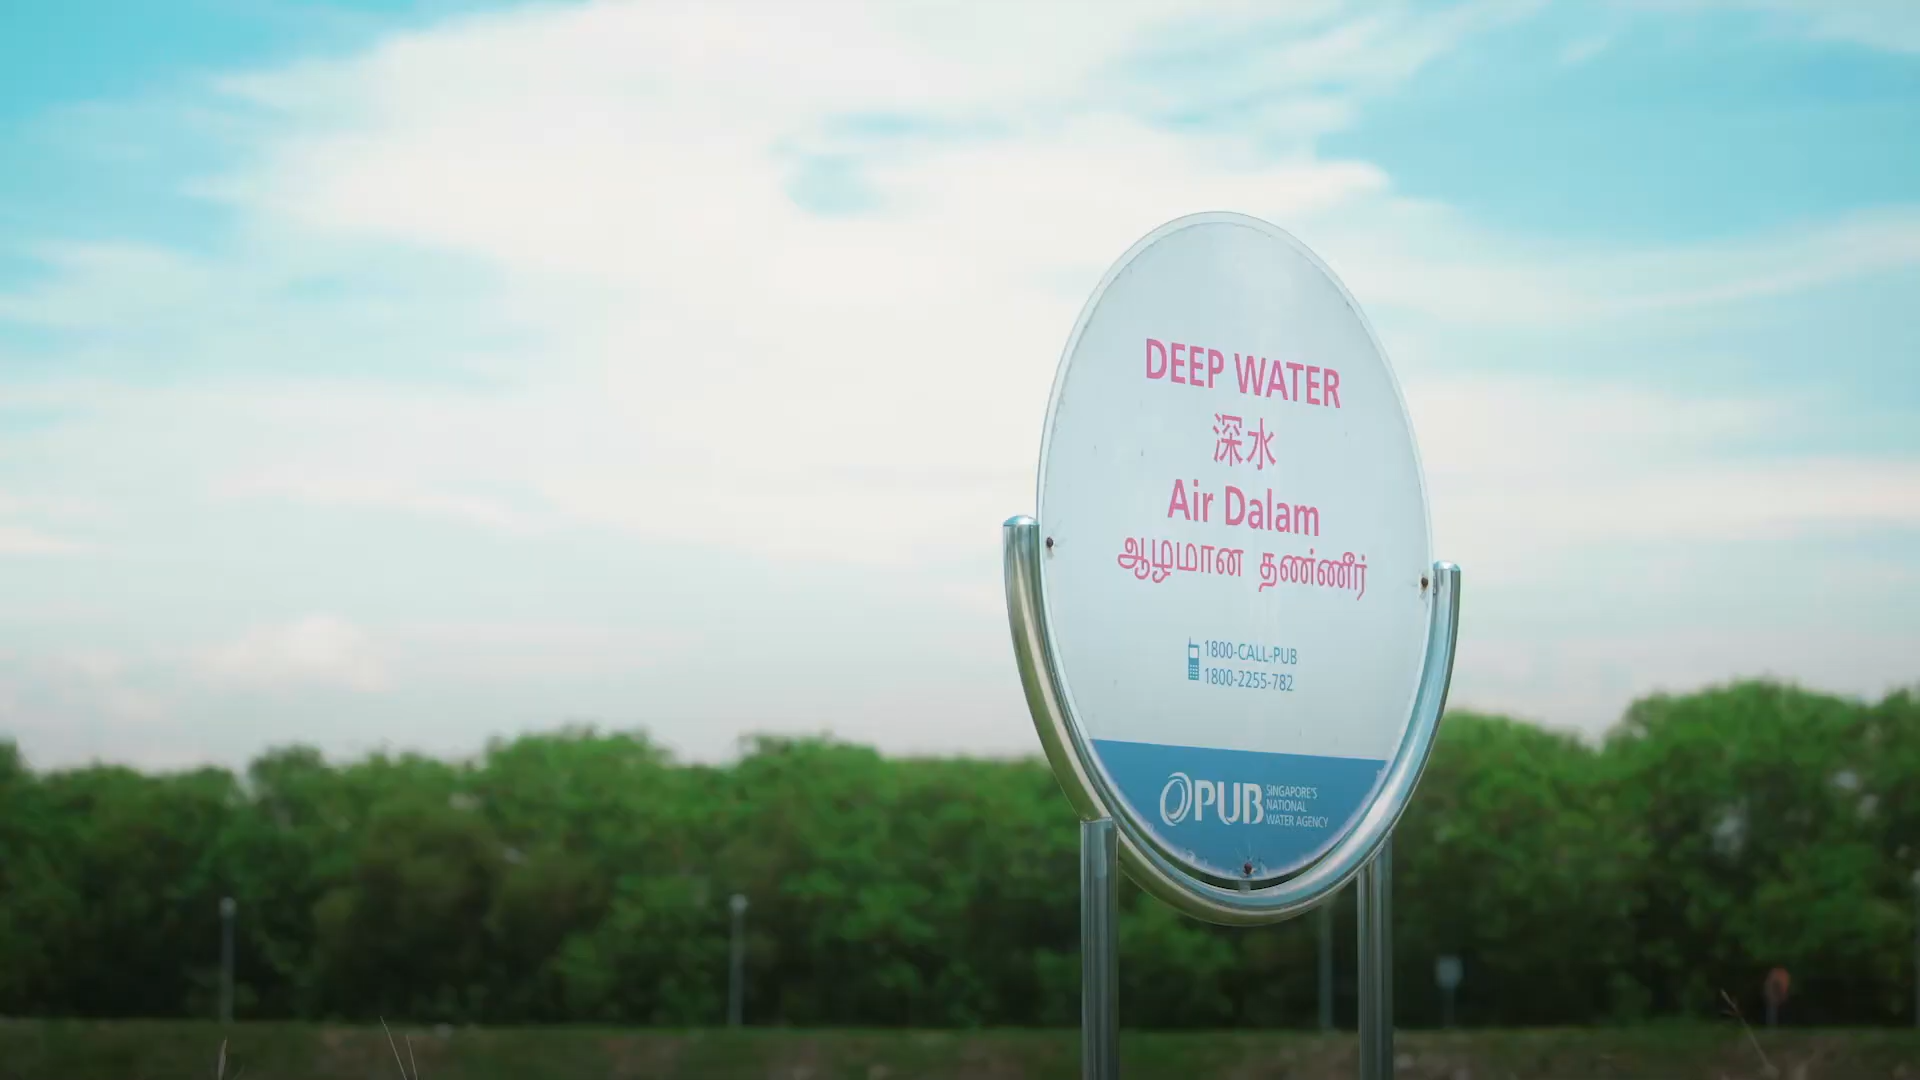 DEEP WATER
深水
Air Dalam
ஆழமான தண்ணீர்
1800-CALL-PUB
1800-2255-782
PUB
SINGAPORE'S
NATIONAL
WATER AGENCY